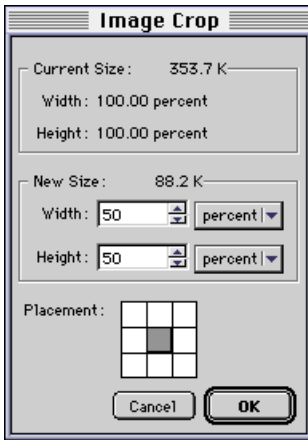 Image Crop
Current Size: 353.7 K
Width: 100.00 percent
Height: 100.00 percent
New Size: 88.2 K
Width: 50 percent
Height: 50 percent
Placement:
Cancel OK